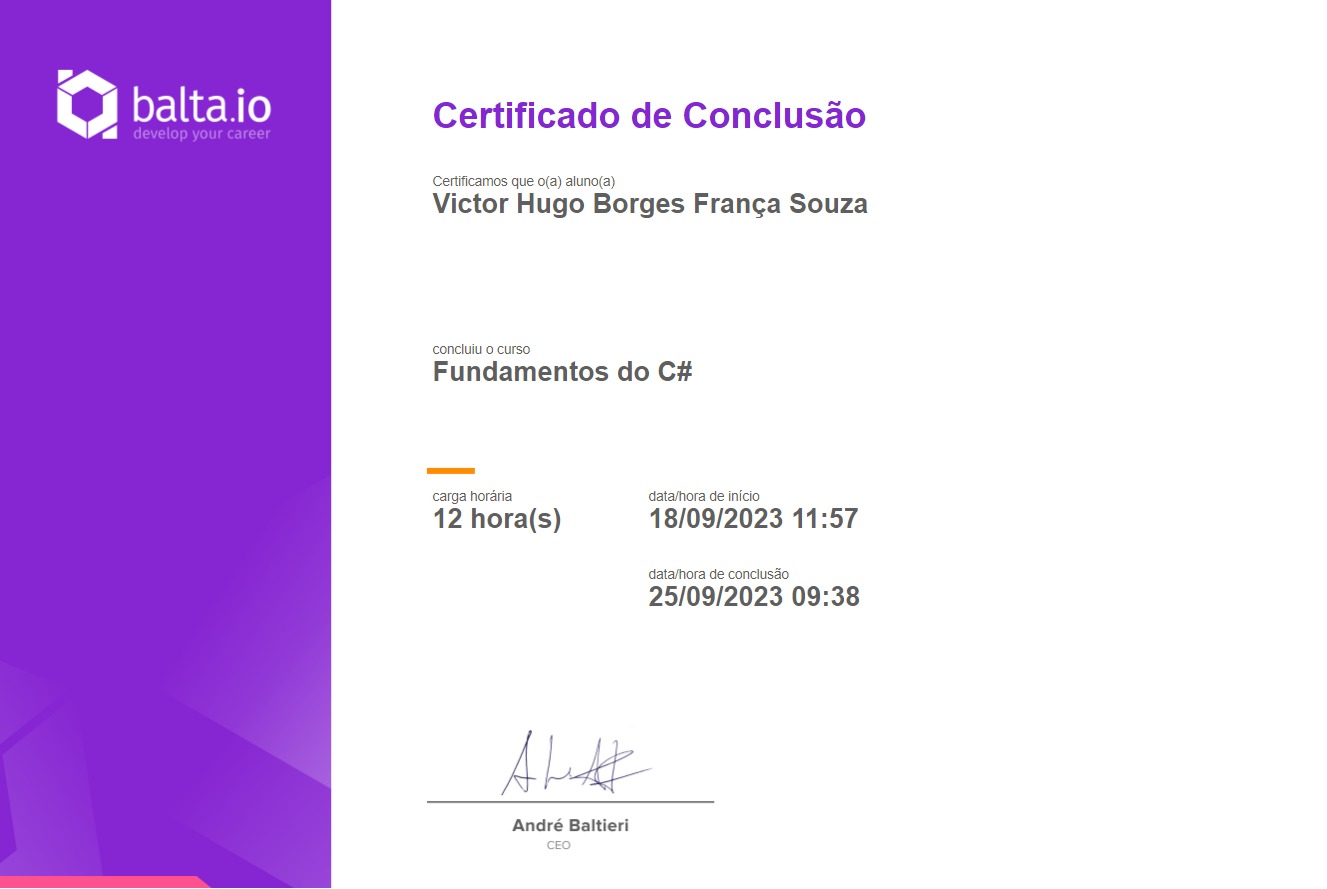 balta.io
develop your career
Certificado de Conclusão
Certificamos que o(a) aluno(a)
Victor Hugo Borges França Souza
concluiu o curso
Fundamentos do C#
carga horária
12 hora(s)
data/hora de início
18/09/2023 11:57
data/hora de conclusão
25/09/2023 09:38
André Baltieri
CEO